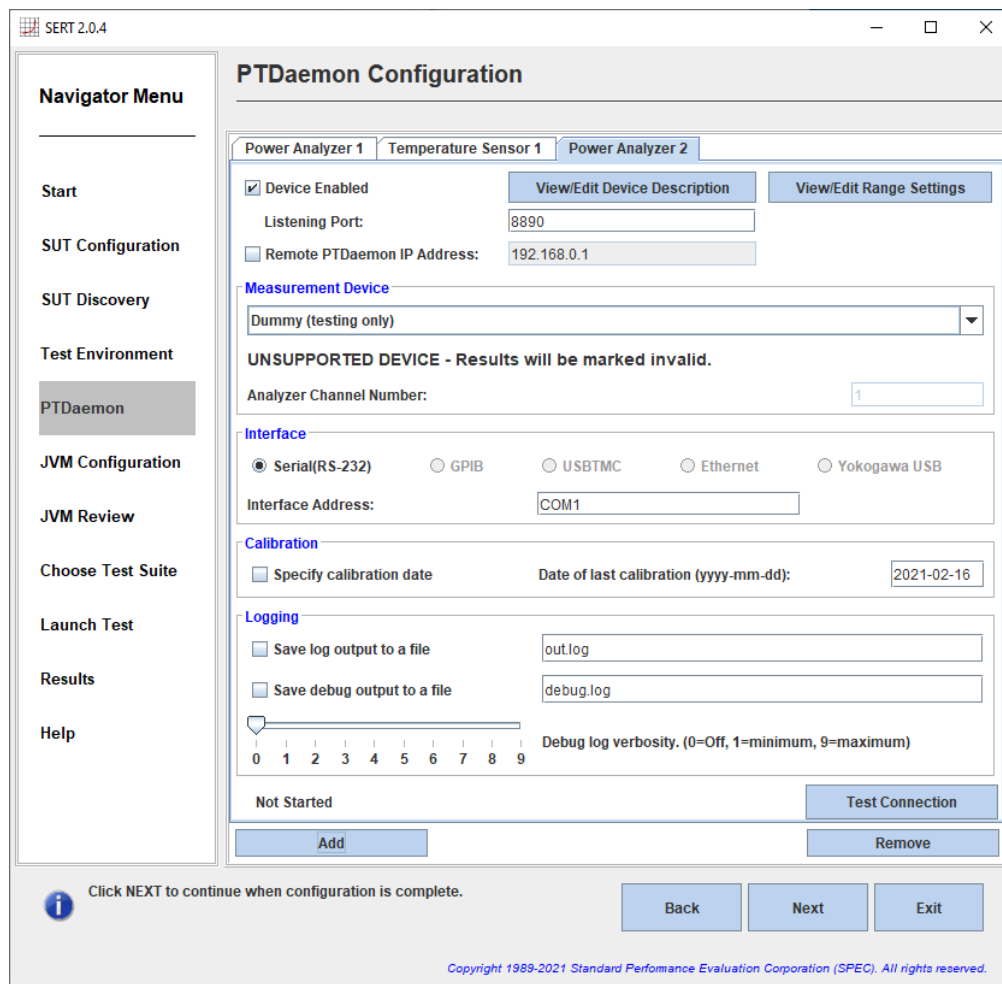 SERT 2.0.4
Navigator Menu
Start
SUT Configuration
SUT Discovery
Test Environment
PTDaemon
JVM Configuration
JVM Review
Choose Test Suite
Launch Test
Results
Help
PTDaemon Configuration
Power Analyzer 1 Temperature Sensor 1 Power Analyzer 2
Device Enabled View/Edit Device Description View/Edit Range Settings
Listening Port: 8890
Remote PTDaemon IP Address: 192.168.0.1
Measurement Device
Dummy (testing only)
UNSUPPORTED DEVICE - Results will be marked invalid.
Analyzer Channel Number: 1
Interface
Serial(RS-232) GPIB USBTMC Ethernet Yokogawa USB
Interface Address: COM1
Calibration
Specify calibration date Date of last calibration (yyyy-mm-dd): 2021-02-16
Logging
Save log output to a file out.log
Save debug output to a file debug.log
0 1 2 3 4 5 6 7 8 9 Debug log verbosity. (0=Off, 1=minimum, 9=maximum)
Not Started Test Connection
Add Remove
Click NEXT to continue when configuration is complete.
Back Next Exit
Copyright 1989-2021 Standard Performance Evaluation Corporation (SPEC). All rights reserved.